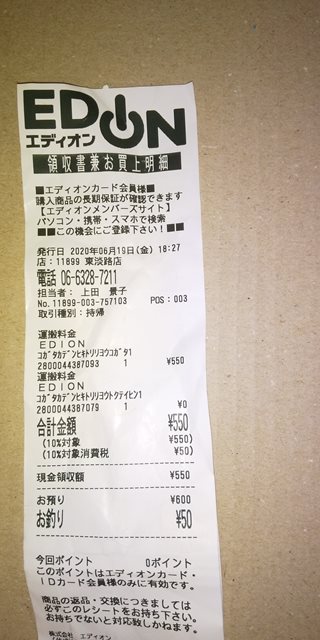 EDION
エディオン
領収書兼お買上明細
■エディオンカード会員様■
購入商品の長期保証が確認できます
【エディオンメンバーズサイト】
パソコン・携帯・スマホで検索
■■この機会にご登録下さい！■■
発行日 2020年06月19日(金) 18:27
店：11899 東淡路店
電話 06-6328-7211
担当者： 上田 景子
No.11899-003-757103 POS：003
取引種別：持帰
運搬料金
EDION
コガタカデンヒキトリリヨウコガタ1
2800044387093 1 ¥550
運搬料金
EDION
コガタカデンヒキトリリヨウトクテイヒン1
2800044387079 1 ¥0
合計金額 ¥550
(10%対象 ¥550)
(10%対象消費税 ¥50)
現金領収額 ¥550
お預り ¥600
お釣り ¥50
今回ポイント 0ポイント
このポイントはエディオンカード・
IDカード会員様のみに有効です。
商品の返品・交換につきましては
必ずこのレシートをお持ち下さい。
お持ちでないと対応致しかねます。
株式会社 エディオン